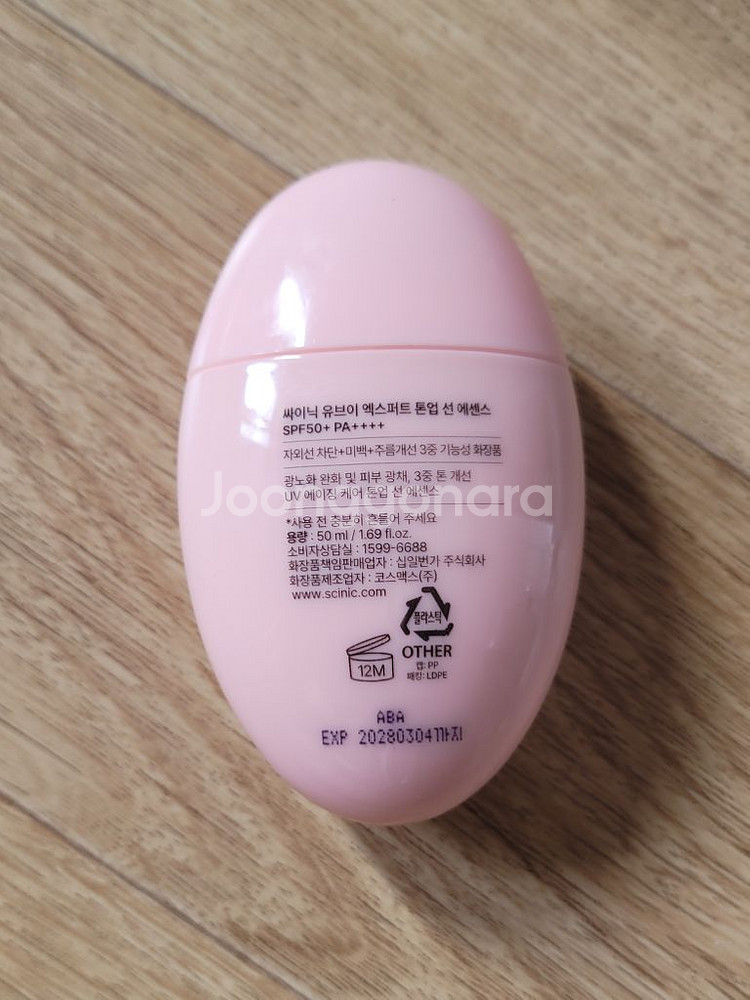 싸이닉 유브이 엑스퍼트 톤업 선 에센스
SPF50+ PA++++
자외선 차단+미백+주름개선 3중 기능성 화장품
광노화 완화 및 피부 광채, 3중 톤 개선
UV 에이징 케어 톤업 선 에센스
Joongonara
*사용 전 충분히 흔들어 주세요
용량 : 50 ml / 1.69 fl.oz.
소비자상담실 : 1599-6688
화장품책임판매업자 : 십일번가 주식회사
화장품제조업자 : 코스맥스(주)
www.scinic.com
플라스틱
OTHER
캡: PP
패킹: LDPE
12M
ABA
EXP 20280304까지